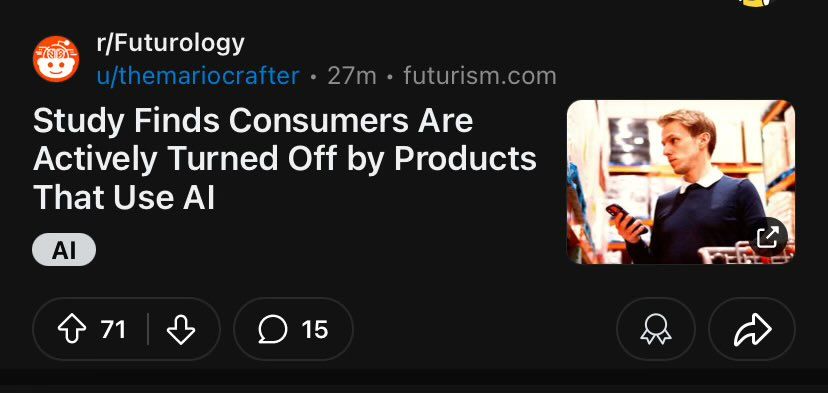 r/Futurology
u/themariocrafter • 27m • futurism.com
Study Finds Consumers Are
Actively Turned Off by Products
That Use AI
AI
71
15